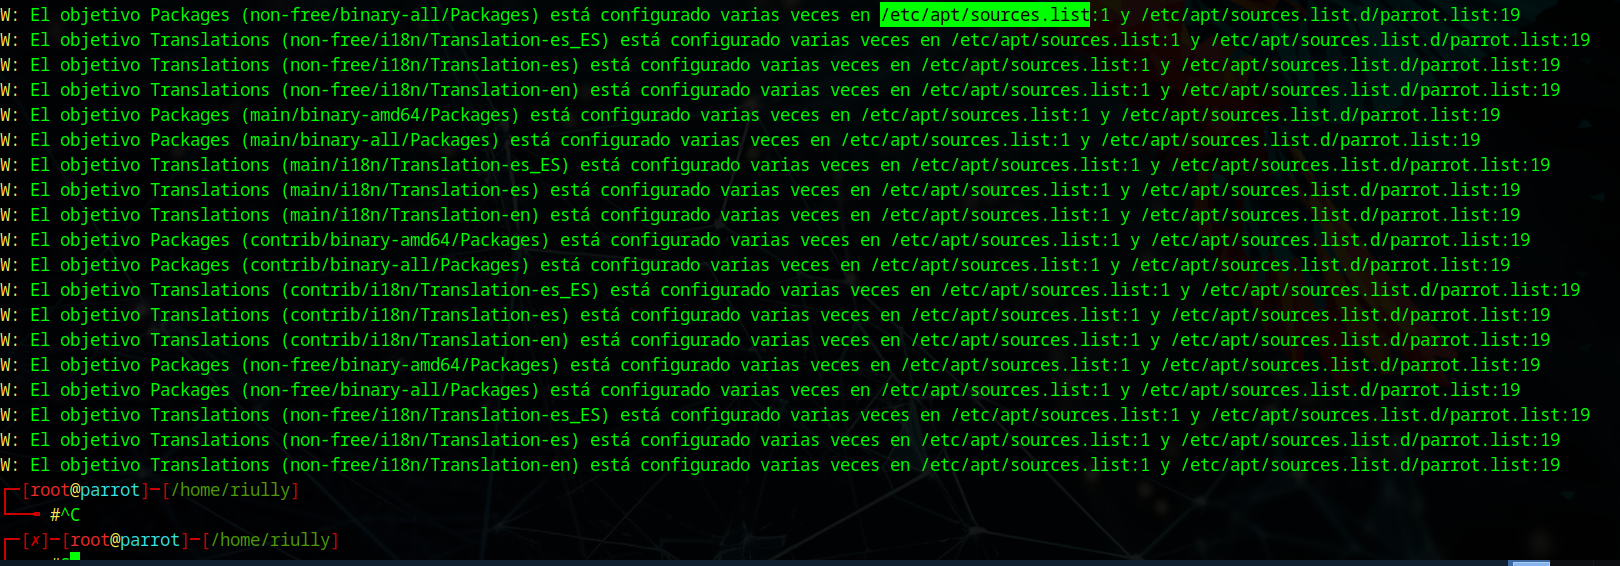 W: El objetivo Packages (non-free/binary-all/Packages) está configurado varias veces en /etc/apt/sources.list:1 y /etc/apt/sources.list.d/parrot.list:19
W: El objetivo Translations (non-free/i18n/Translation-es_ES) está configurado varias veces en /etc/apt/sources.list:1 y /etc/apt/sources.list.d/parrot.list:19
W: El objetivo Translations (non-free/i18n/Translation-es) está configurado varias veces en /etc/apt/sources.list:1 y /etc/apt/sources.list.d/parrot.list:19
W: El objetivo Translations (non-free/i18n/Translation-en) está configurado varias veces en /etc/apt/sources.list:1 y /etc/apt/sources.list.d/parrot.list:19
W: El objetivo Packages (main/binary-amd64/Packages) está configurado varias veces en /etc/apt/sources.list:1 y /etc/apt/sources.list.d/parrot.list:19
W: El objetivo Packages (main/binary-all/Packages) está configurado varias veces en /etc/apt/sources.list:1 y /etc/apt/sources.list.d/parrot.list:19
W: El objetivo Translations (main/i18n/Translation-es_ES) está configurado varias veces en /etc/apt/sources.list:1 y /etc/apt/sources.list.d/parrot.list:19
W: El objetivo Translations (main/i18n/Translation-es) está configurado varias veces en /etc/apt/sources.list:1 y /etc/apt/sources.list.d/parrot.list:19
W: El objetivo Translations (main/i18n/Translation-en) está configurado varias veces en /etc/apt/sources.list:1 y /etc/apt/sources.list.d/parrot.list:19
W: El objetivo Packages (contrib/binary-amd64/Packages) está configurado varias veces en /etc/apt/sources.list:1 y /etc/apt/sources.list.d/parrot.list:19
W: El objetivo Packages (contrib/binary-all/Packages) está configurado varias veces en /etc/apt/sources.list:1 y /etc/apt/sources.list.d/parrot.list:19
W: El objetivo Translations (contrib/i18n/Translation-es_ES) está configurado varias veces en /etc/apt/sources.list:1 y /etc/apt/sources.list.d/parrot.list:19
W: El objetivo Translations (contrib/i18n/Translation-es) está configurado varias veces en /etc/apt/sources.list:1 y /etc/apt/sources.list.d/parrot.list:19
W: El objetivo Translations (contrib/i18n/Translation-en) está configurado varias veces en /etc/apt/sources.list:1 y /etc/apt/sources.list.d/parrot.list:19
W: El objetivo Packages (non-free/binary-amd64/Packages) está configurado varias veces en /etc/apt/sources.list:1 y /etc/apt/sources.list.d/parrot.list:19
W: El objetivo Packages (non-free/binary-all/Packages) está configurado varias veces en /etc/apt/sources.list:1 y /etc/apt/sources.list.d/parrot.list:19
W: El objetivo Translations (non-free/i18n/Translation-es_ES) está configurado varias veces en /etc/apt/sources.list:1 y /etc/apt/sources.list.d/parrot.list:19
W: El objetivo Translations (non-free/i18n/Translation-es) está configurado varias veces en /etc/apt/sources.list:1 y /etc/apt/sources.list.d/parrot.list:19
W: El objetivo Translations (non-free/i18n/Translation-en) está configurado varias veces en /etc/apt/sources.list:1 y /etc/apt/sources.list.d/parrot.list:19
┌─[root@parrot]─[/home/riully]
└──╼ #^C
┌─[✗]─[root@parrot]─[/home/riully]